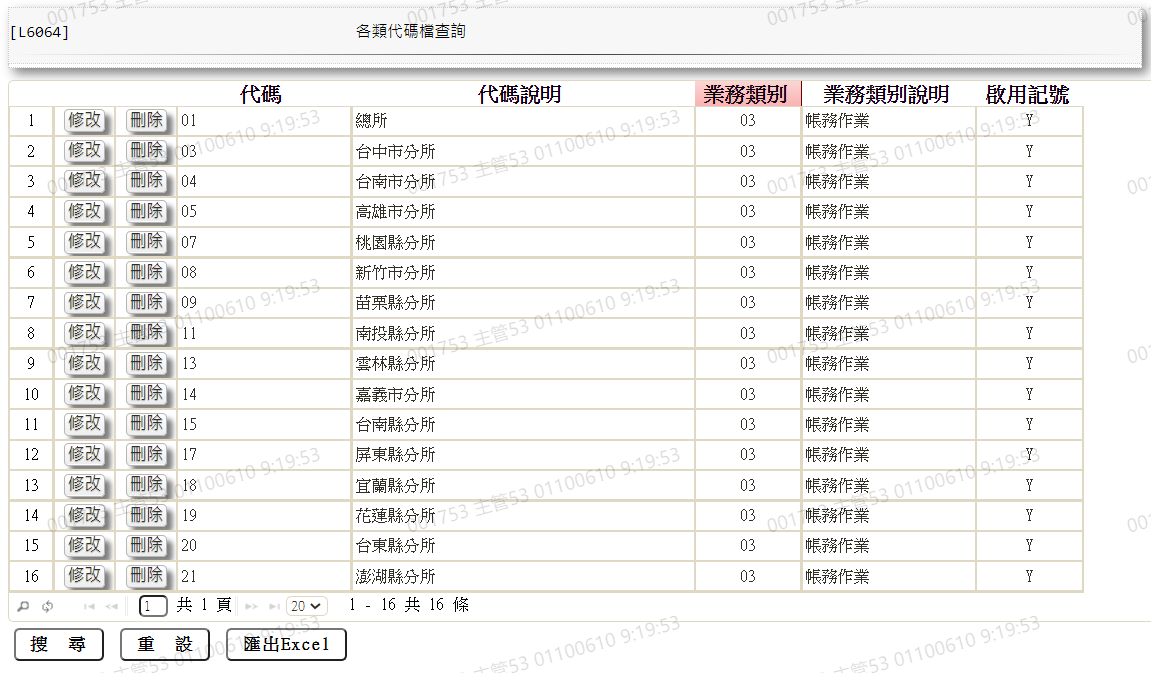 [L6064] 各類代碼檔查詢
代碼 代碼說明 業務類別 業務類別說明 啟用記號
1 修改 刪除 01 總所 03 帳務作業 Y
2 修改 刪除 03 台中市分所 03 帳務作業 Y
3 修改 刪除 04 台南市分所 03 帳務作業 Y
4 修改 刪除 05 高雄市分所 03 帳務作業 Y
5 修改 刪除 07 桃園縣分所 03 帳務作業 Y
6 修改 刪除 08 新竹市分所 03 帳務作業 Y
7 修改 刪除 09 苗栗縣分所 03 帳務作業 Y
8 修改 刪除 11 南投縣分所 03 帳務作業 Y
9 修改 刪除 13 雲林縣分所 03 帳務作業 Y
10 修改 刪除 14 嘉義市分所 03 帳務作業 Y
11 修改 刪除 15 台南縣分所 03 帳務作業 Y
12 修改 刪除 17 屏東縣分所 03 帳務作業 Y
13 修改 刪除 18 宜蘭縣分所 03 帳務作業 Y
14 修改 刪除 19 花蓮縣分所 03 帳務作業 Y
15 修改 刪除 20 台東縣分所 03 帳務作業 Y
16 修改 刪除 21 澎湖縣分所 03 帳務作業 Y
1 共 1 頁 20 1 - 16 共 16 條
搜 尋 重 設 匯出Excel
001753 主管53 01100610 9:19:53